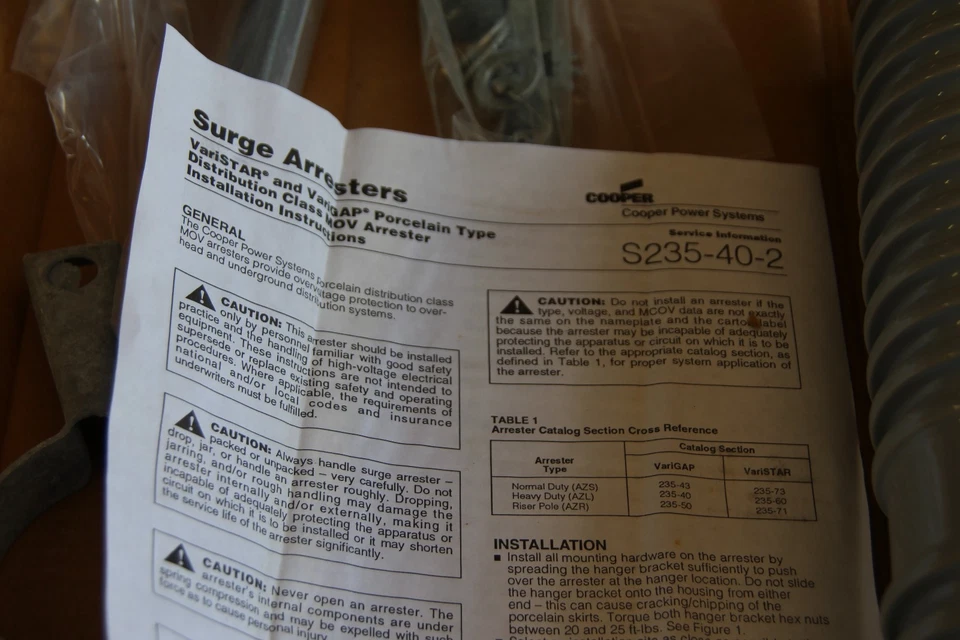 Surge Arresters
VariSTAR® and VariGAP® Porcelain Type
Distribution Class MOV Arrester
Installation Instructions
COOPER
Cooper Power Systems
Service Information
S235-40-2
GENERAL
The Cooper Power Systems porcelain distribution class
MOV arresters provide overvoltage protection to over-
head and underground distribution systems.
CAUTION: This arrester should be installed
only by personnel familiar with good safety
practice and the handling of high-voltage electrical
equipment. These instructions are not intended to
supersede or replace existing safety and operating
procedures. Where applicable, the requirements of
national and/or local codes and insurance
underwriters must be fulfilled.
CAUTION: Always handle surge arrester –
packed or unpacked – very carefully. Do not
drop, jar, or handle an arrester roughly. Dropping,
jarring, and/or rough handling may damage the
arrester internally and/or externally, making it
incapable of adequately protecting the apparatus or
circuit on which it is to be installed or it may shorten
the service life of the arrester significantly.
CAUTION: Never open an arrester. The
arrester's internal components are under
spring compression and may be expelled with such
force as to cause personal injury.
CAUTION: Do not install an arrester if the
type, voltage, and MCOV data are not exactly
the same on the nameplate and the carton label
because the arrester may be incapable of adequately
protecting the apparatus or circuit on which it is to be
installed. Refer to the appropriate catalog section, as
defined in Table 1, for proper system application of
the arrester.
TABLE 1
Arrester Catalog Section Cross Reference
Arrester Type Catalog Section
VariGAP VariSTAR
Normal Duty (AZS) 235-43 235-73
Heavy Duty (AZL) 235-40 235-60
Riser Pole (AZR) 235-50 235-71
INSTALLATION
■ Install all mounting hardware on the arrester by
spreading the hanger bracket sufficiently to push
over the arrester at the hanger location. Do not slide
the hanger bracket onto the housing from either
end – this can cause cracking/chipping of the
porcelain skirts. Torque both hanger bracket hex nuts
between 20 and 25 ft-lbs. See Figure 1.